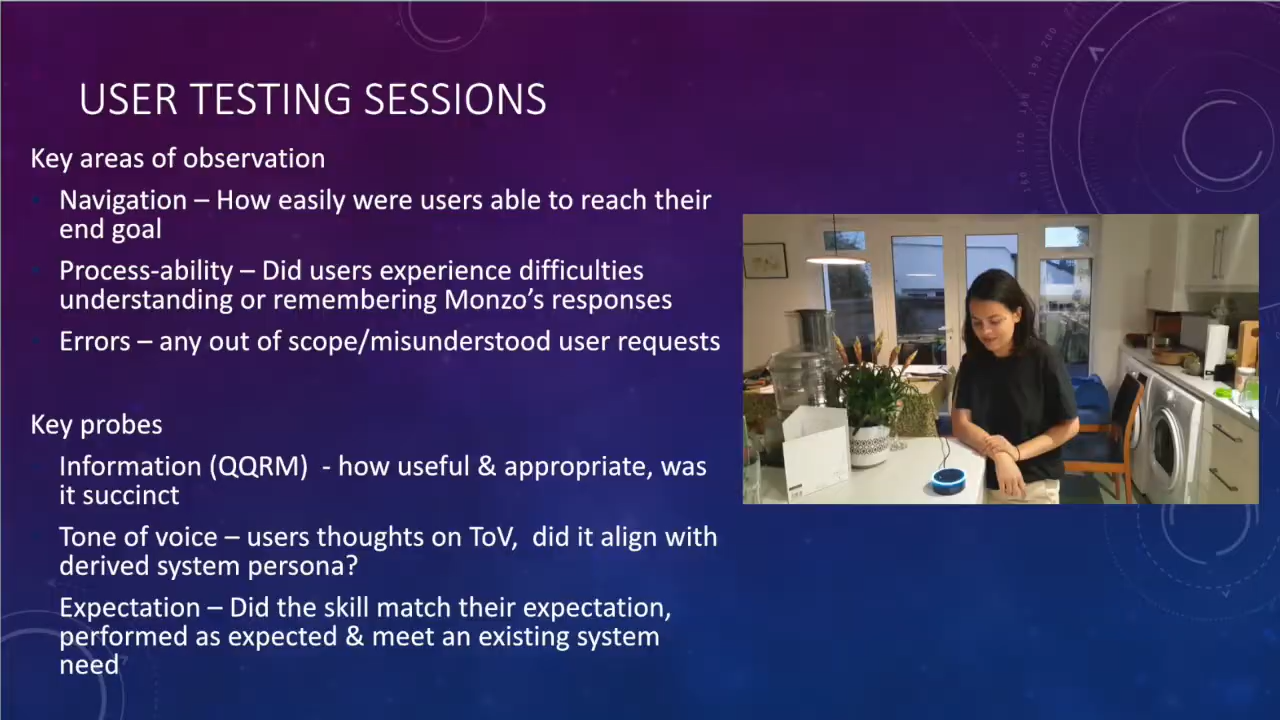 USER TESTING SESSIONS
Key areas of observation
Navigation – How easily were users able to reach their
end goal
Process-ability – Did users experience difficulties
understanding or remembering Monzo's responses
Errors – any out of scope/misunderstood user requests
Key probes
Information (QQRM)  - how useful & appropriate, was
it succinct
Tone of voice – users thoughts on ToV,  did it align with
derived system persona?
Expectation – Did the skill match their expectation,
performed as expected & meet an existing system
need
200
190
170
160